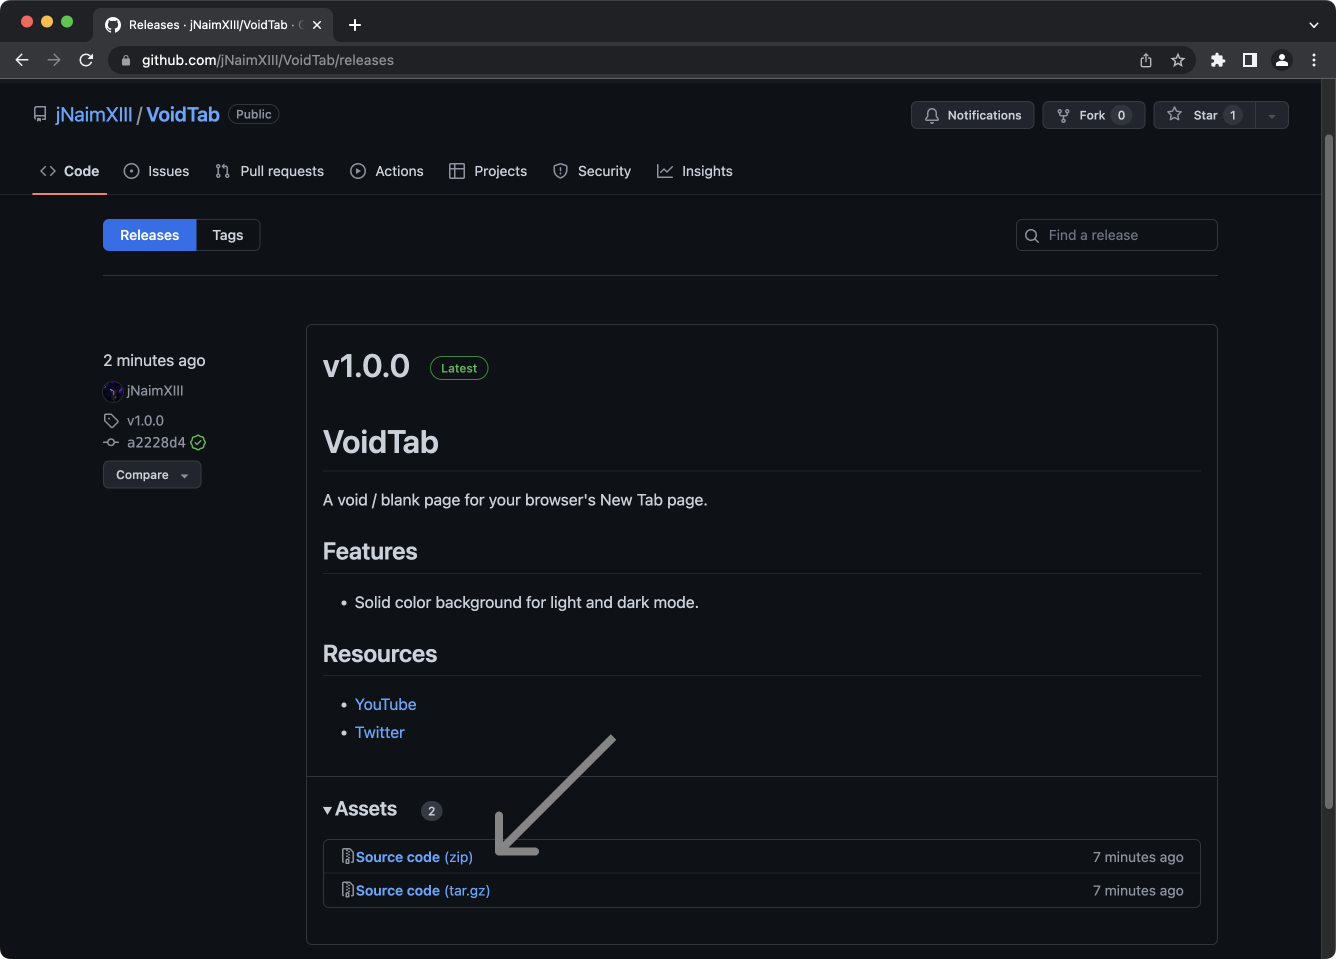 Releases · jNaimXIII/VoidTab ·
github.com/jNaimXIII/VoidTab/releases
jNaimXIII / VoidTab Public
Notifications Fork 0 Star 1
Code Issues Pull requests Actions Projects Security Insights
Releases Tags
Find a release
2 minutes ago
jNaimXIII
v1.0.0
a2228d4
Compare
v1.0.0 Latest
VoidTab
A void / blank page for your browser's New Tab page.
Features
• Solid color background for light and dark mode.
Resources
• YouTube
• Twitter
Assets 2
Source code (zip) 7 minutes ago
Source code (tar.gz) 7 minutes ago